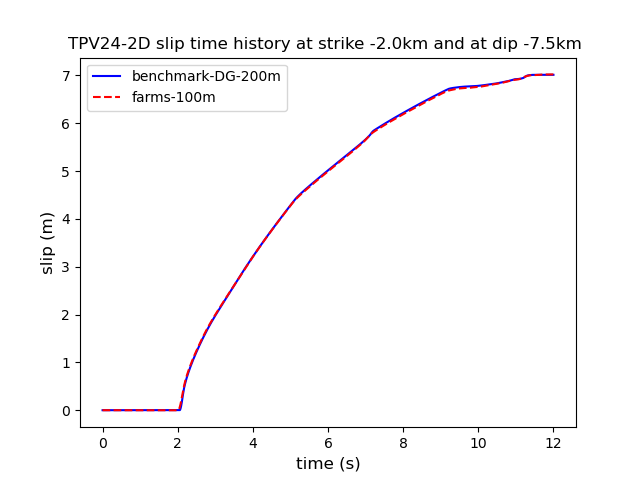 TPV24-2D slip time history at strike -2.0km and at dip -7.5km
benchmark-DG-200m
farms-100m
slip (m)
7
6
5
4
3
2
1
0
0 2 4 6 8 10 12
time (s)